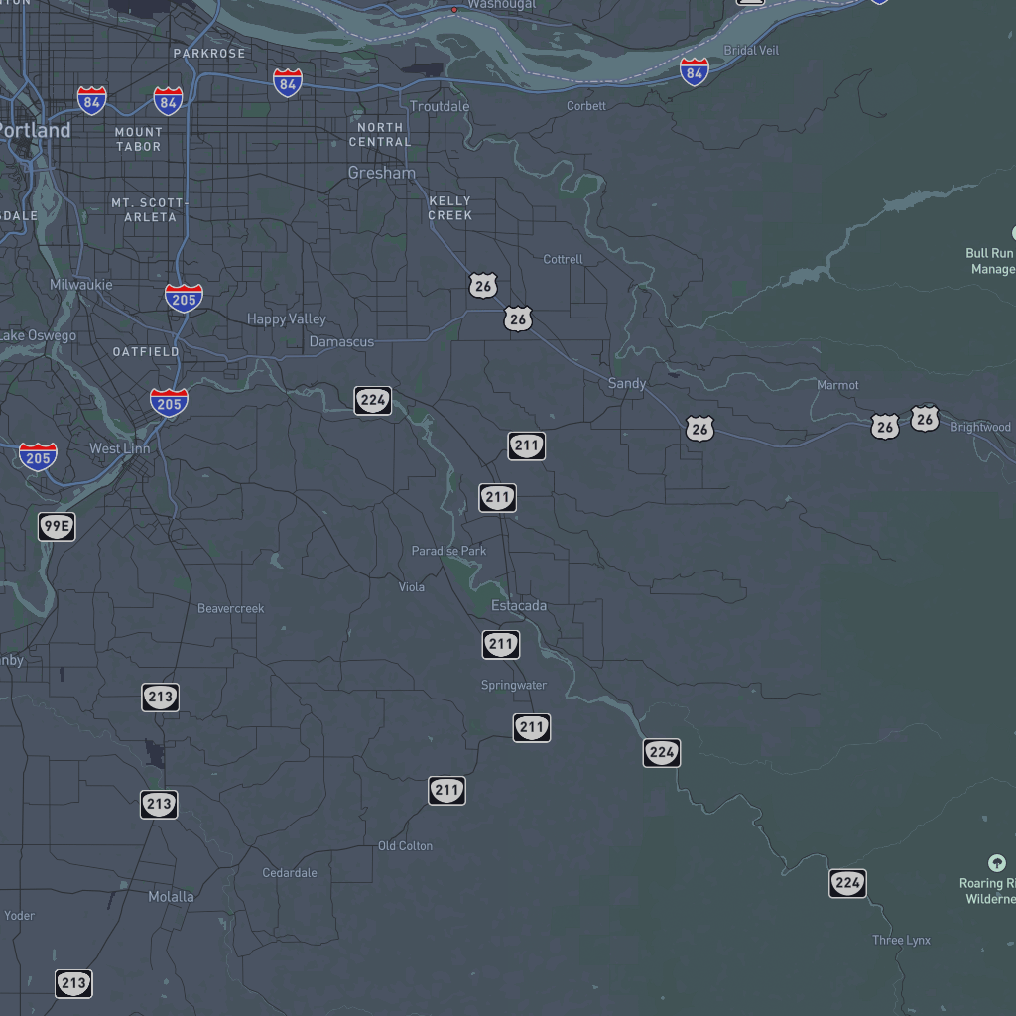 Washougal
PARKROSE
Bridal Veil
84
84
84
84
Troutdale
Corbett
Portland
MOUNT
TABOR
NORTH
CENTRAL
Gresham
MT. SCOTT-
ARLETA
KELLY
CREEK
DALE
Bull Run
Manage
Cottrell
Milwaukie
26
205
26
Happy Valley
Lake Oswego
Damascus
OATFIELD
Sandy
Marmot
224
205
26
26
26
Brightwood
West Linn
211
205
211
99E
Parad se Park
Viola
Beavercreek
Estacada
211
nby
Springwater
213
211
224
211
213
Old Colton
Cedardale
Roaring Ri
Wilderne
224
Molalla
Yoder
Three Lynx
213